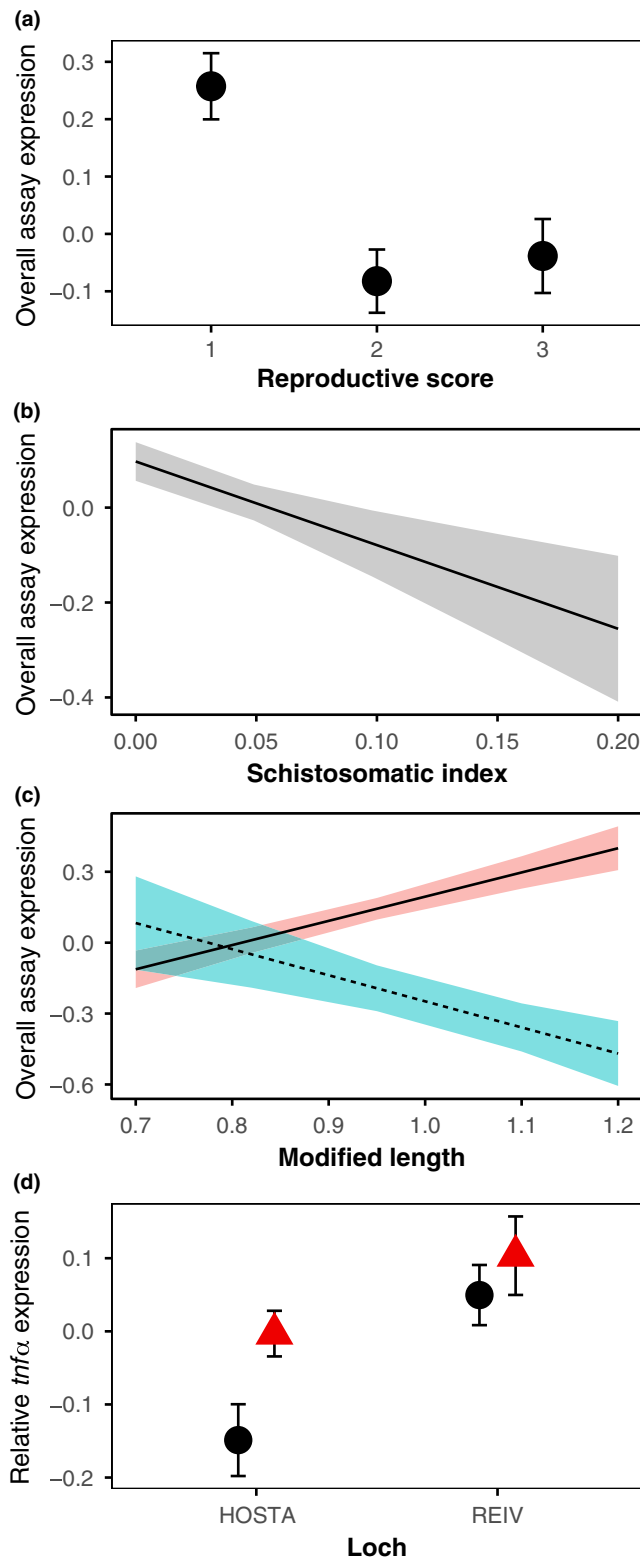 (a)
Overall assay expression
0.3
0.2
0.0
−0.1
1 2 3
Reproductive score
(b)
Overall assay expression
0.0
−0.2
−0.4
0.00 0.05 0.10 0.15 0.20
Schistosomatic index
(c)
Overall assay expression
0.3
0.0
−0.3
−0.6
0.7 0.8 0.9 1.0 1.1 1.2
Modified length
(d)
Relative tnfα expression
0.1
0.0
−0.1
−0.2
HOSTA REIV
Loch